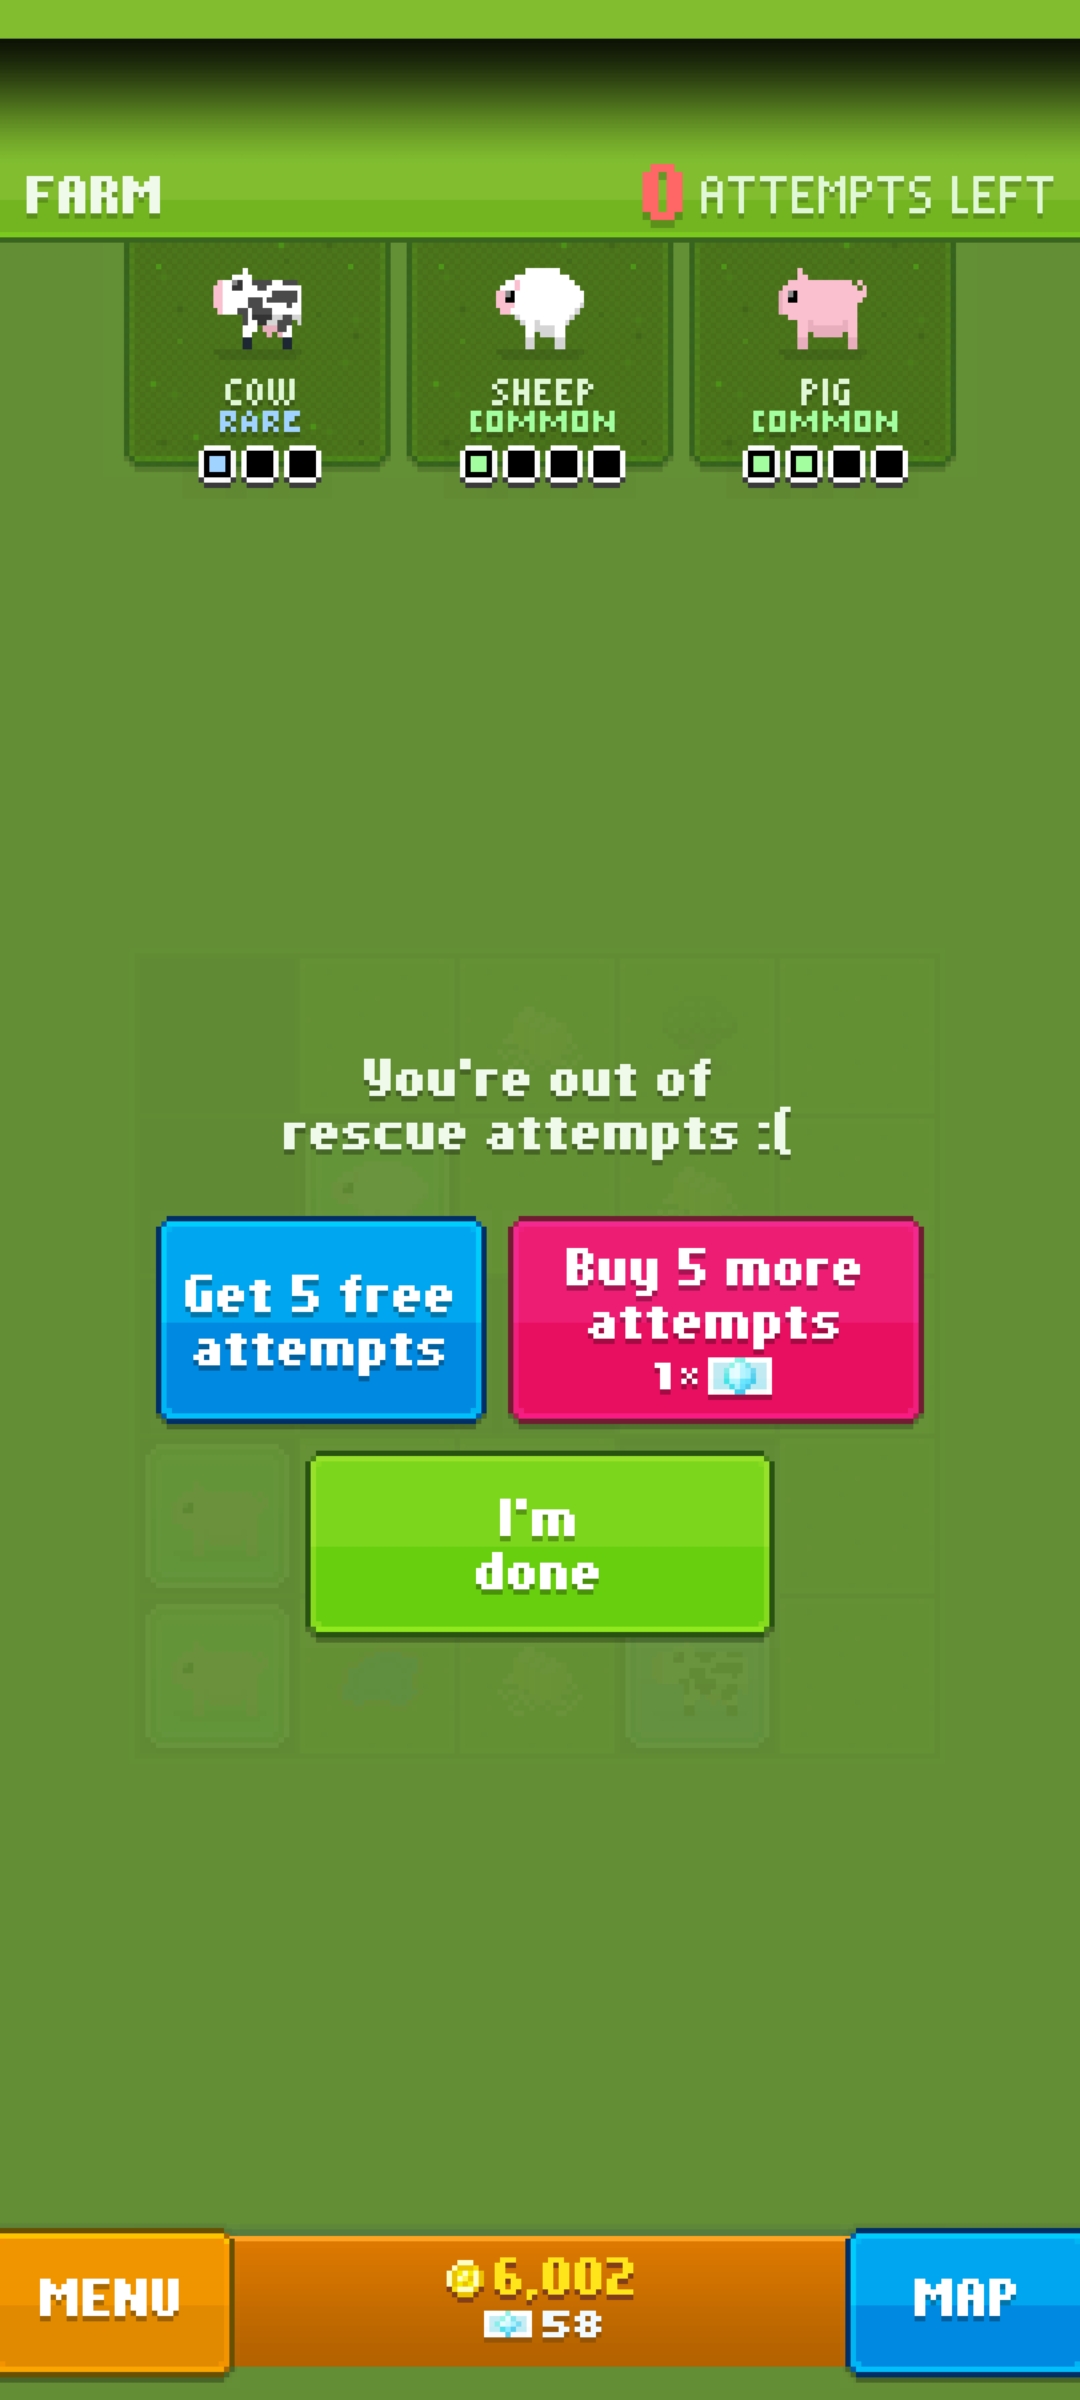 FARM
0 ATTEMPTS LEFT
COW
RARE
SHEEP
COMMON
PIG
COMMON
You're out of
rescue attempts :(
Get 5 free
attempts
Buy 5 more
attempts
1×
I'm
done
MENU
6,002
58
MAP